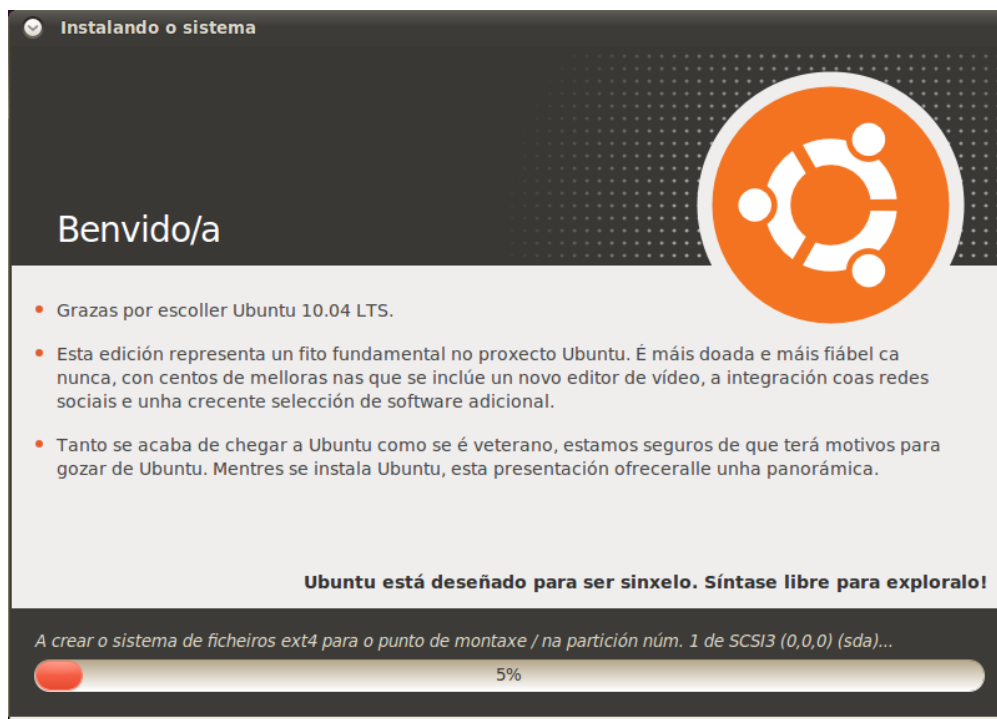 Instalando o sistema
Benvido/a
Grazas por escoller Ubuntu 10.04 LTS.
Esta edición representa un fito fundamental no proxecto Ubuntu. É máis doada e máis fiábel ca
nunca, con centos de melloras nas que se inclúe un novo editor de vídeo, a integración coas redes
sociais e unha crecente selección de software adicional.
Tanto se acaba de chegar a Ubuntu como se é veterano, estamos seguros de que terá motivos para
gozar de Ubuntu. Mentres se instala Ubuntu, esta presentación ofreceralle unha panorámica.
Ubuntu está deseñado para ser sinxelo. Síntase libre para exploralo!
A crear o sistema de ficheiros ext4 para o punto de montaxe / na partición núm. 1 de SCSI3 (0,0,0) (sda)...
5%